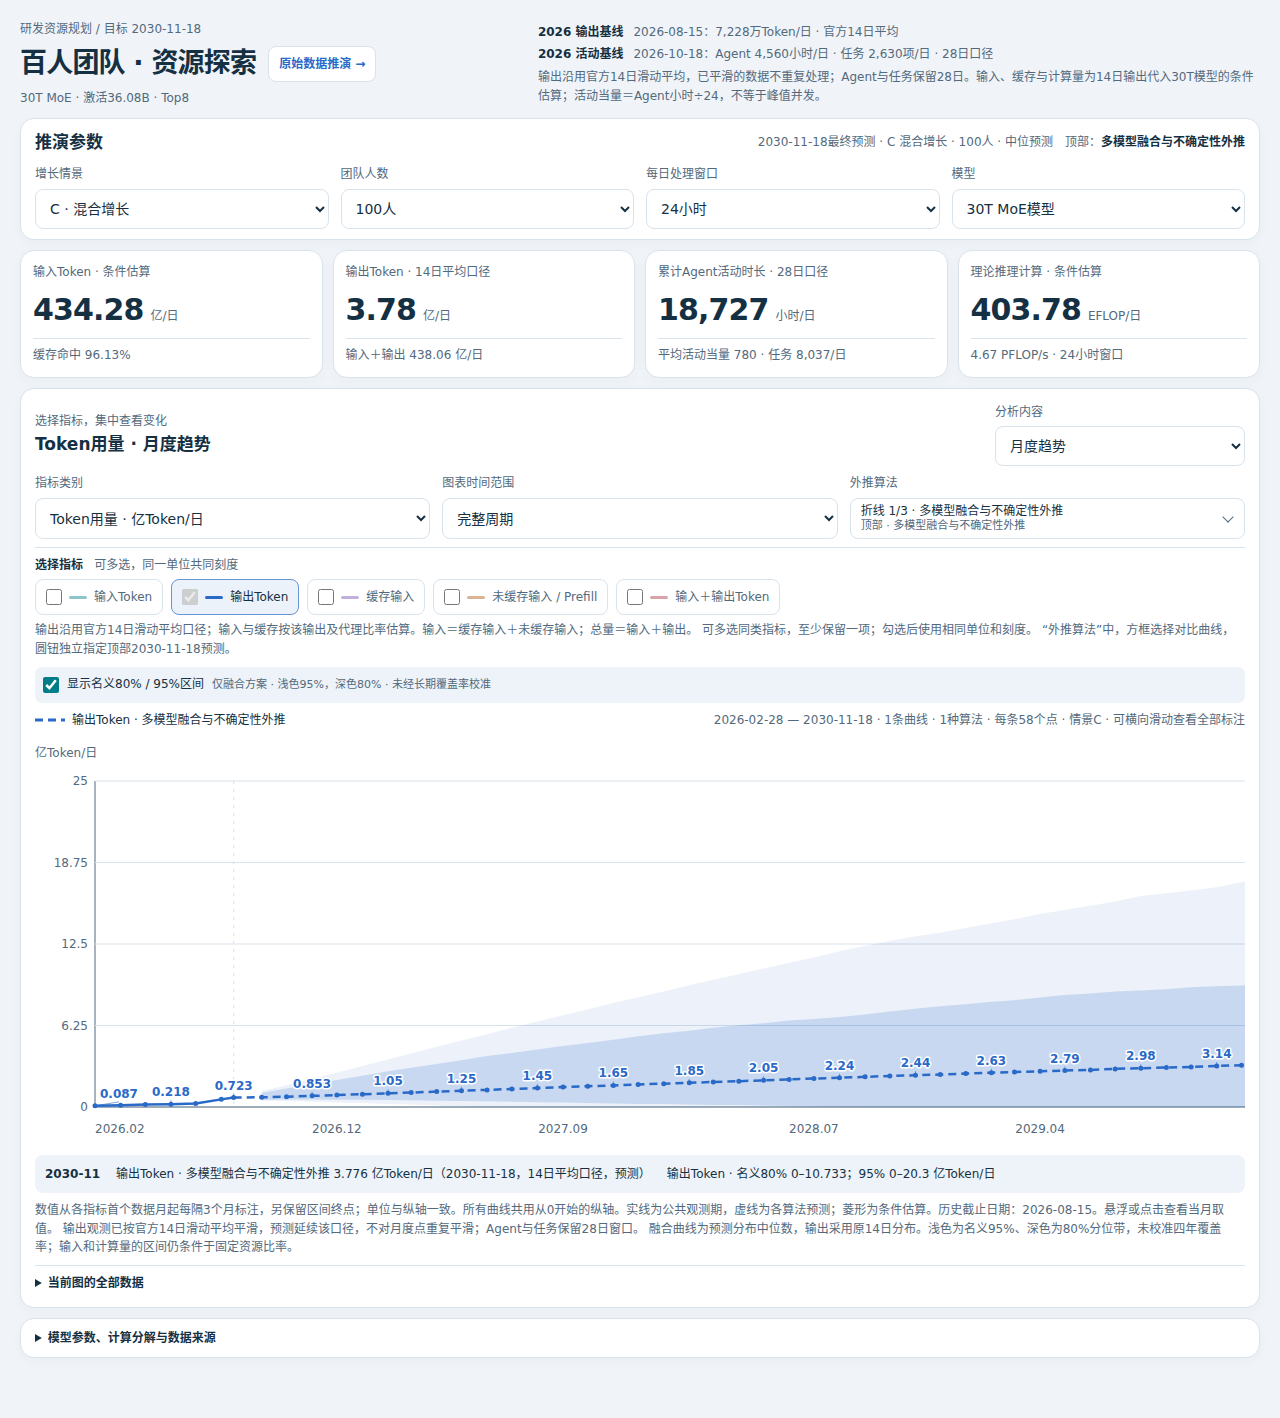 研发资源规划 / 目标 2030-11-18
百人团队 · 资源探索
原始数据推演 →
30T MoE · 激活36.08B · Top8
2026 输出基线 2026-08-15：7,228万Token/日 · 官方14日平均
2026 活动基线 2026-10-18：Agent 4,560小时/日 · 任务 2,630项/日 · 28日口径
输出沿用官方14日滑动平均，已平滑的数据不重复处理；Agent与任务保留28日。输入、缓存与计算量为14日输出代入30T模型的条件
估算；活动当量＝Agent小时÷24，不等于峰值并发。
推演参数
2030-11-18最终预测 · C 混合增长 · 100人 · 中位预测 顶部：多模型融合与不确定性外推
增长情景
团队人数
每日处理窗口
模型
C · 混合增长
100人
24小时
30T MoE模型
输入Token · 条件估算
434.28 亿/日
缓存命中 96.13%
输出Token · 14日平均口径
3.78 亿/日
输入＋输出 438.06 亿/日
累计Agent活动时长 · 28日口径
18,727 小时/日
平均活动当量 780 · 任务 8,037/日
理论推理计算 · 条件估算
403.78 EFLOP/日
4.67 PFLOP/s · 24小时窗口
选择指标，集中查看变化
Token用量 · 月度趋势
分析内容
月度趋势
指标类别
图表时间范围
外推算法
Token用量 · 亿Token/日
完整周期
折线 1/3 · 多模型融合与不确定性外推
顶部 · 多模型融合与不确定性外推
选择指标 可多选，同一单位共同刻度
输入Token
输出Token
缓存输入
未缓存输入 / Prefill
输入＋输出Token
输出沿用官方14日滑动平均口径；输入与缓存按该输出及代理比率估算。输入＝缓存输入＋未缓存输入；总量＝输入＋输出。 可多选同类指标，至少保留一项；勾选后使用相同单位和刻度。 “外推算法”中，方框选择对比曲线，
圆钮独立指定顶部2030-11-18预测。
显示名义80% / 95%区间 仅融合方案 · 浅色95%，深色80% · 未经长期覆盖率校准
输出Token · 多模型融合与不确定性外推
2026-02-28 — 2030-11-18 · 1条曲线 · 1种算法 · 每条58个点 · 情景C · 可横向滑动查看全部标注
亿Token/日
25
18.75
12.5
6.25
0
0.087
0.218
0.723
0.853
1.05
1.25
1.45
1.65
1.85
2.05
2.24
2.44
2.63
2.79
2.98
3.14
2026.02
2026.12
2027.09
2028.07
2029.04
2030-11 输出Token · 多模型融合与不确定性外推 3.776 亿Token/日（2030-11-18，14日平均口径，预测） 输出Token · 名义80% 0–10.733；95% 0–20.3 亿Token/日
数值从各指标首个数据月起每隔3个月标注，另保留区间终点；单位与纵轴一致。所有曲线共用从0开始的纵轴。实线为公共观测期，虚线为各算法预测；菱形为条件估算。历史截止日期：2026-08-15。悬浮或点击查看当月取
值。 输出观测已按官方14日滑动平均平滑，预测延续该口径，不对月度点重复平滑；Agent与任务保留28日窗口。 融合曲线为预测分布中位数，输出采用原14日分布。浅色为名义95%、深色为80%分位带，未校准四年覆盖
率；输入和计算量的区间仍条件于固定资源比率。
当前图的全部数据
模型参数、计算分解与数据来源